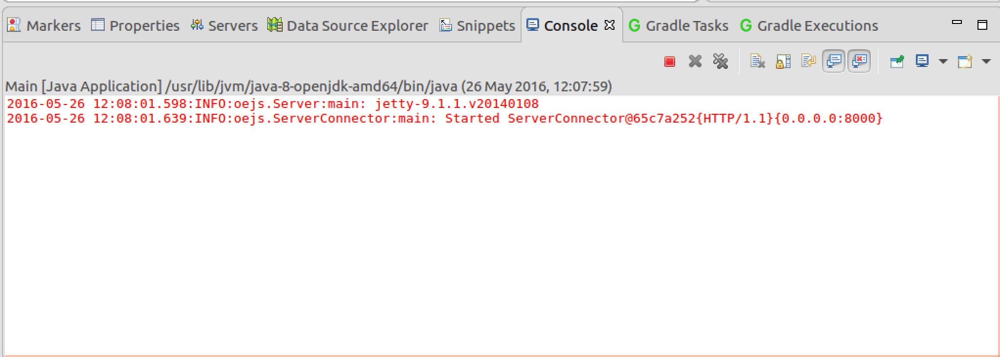 Markers Properties Servers Data Source Explorer Snippets Console Gradle Tasks Gradle Executions
Main [Java Application] /usr/lib/jvm/java-8-openjdk-amd64/bin/java (26 May 2016, 12:07:59)
2016-05-26 12:08:01.598:INFO:oejs.Server:main: jetty-9.1.1.v20140108
2016-05-26 12:08:01.639:INFO:oejs.ServerConnector:main: Started ServerConnector@65c7a252{HTTP/1.1}{0.0.0.0:8000}